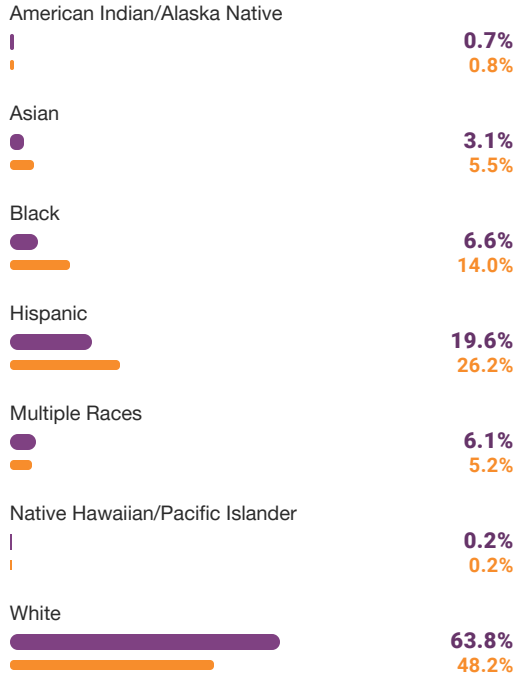 American Indian/Alaska Native
0.7%
0.8%
Asian
3.1%
5.5%
Black
6.6%
14.0%
Hispanic
19.6%
26.2%
Multiple Races
6.1%
5.2%
Native Hawaiian/Pacific Islander
0.2%
0.2%
White
63.8%
48.2%